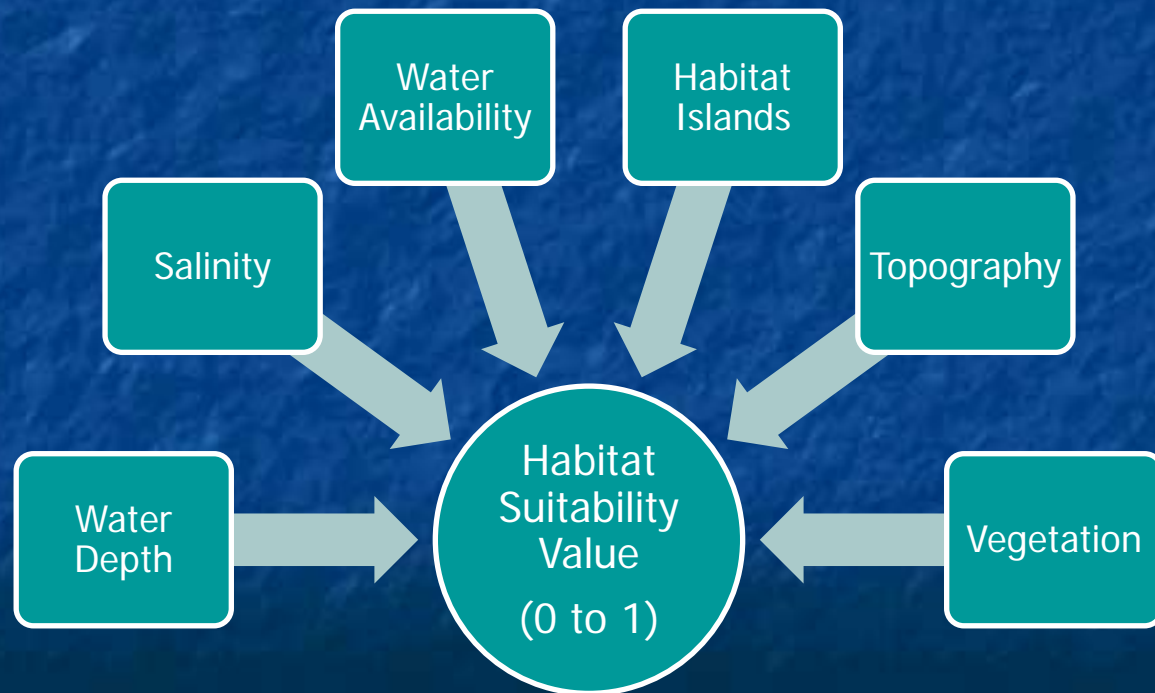 Water
Availability
Habitat
Islands
Salinity
Topography
Water
Depth
Habitat
Suitability
Value
(0 to 1)
Vegetation